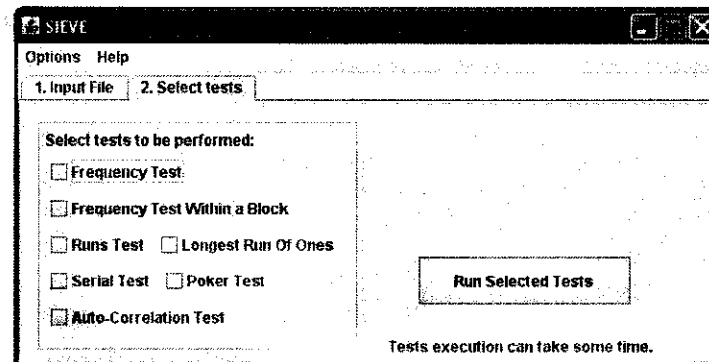 SIEVE
Options Help
1. Input File 2. Select tests
Select tests to be performed:
Frequency Test
Frequency Test Within a Block
Runs Test Longest Run Of Ones
Serial Test Poker Test
Auto-Correlation Test
Run Selected Tests
Tests execution can take some time.